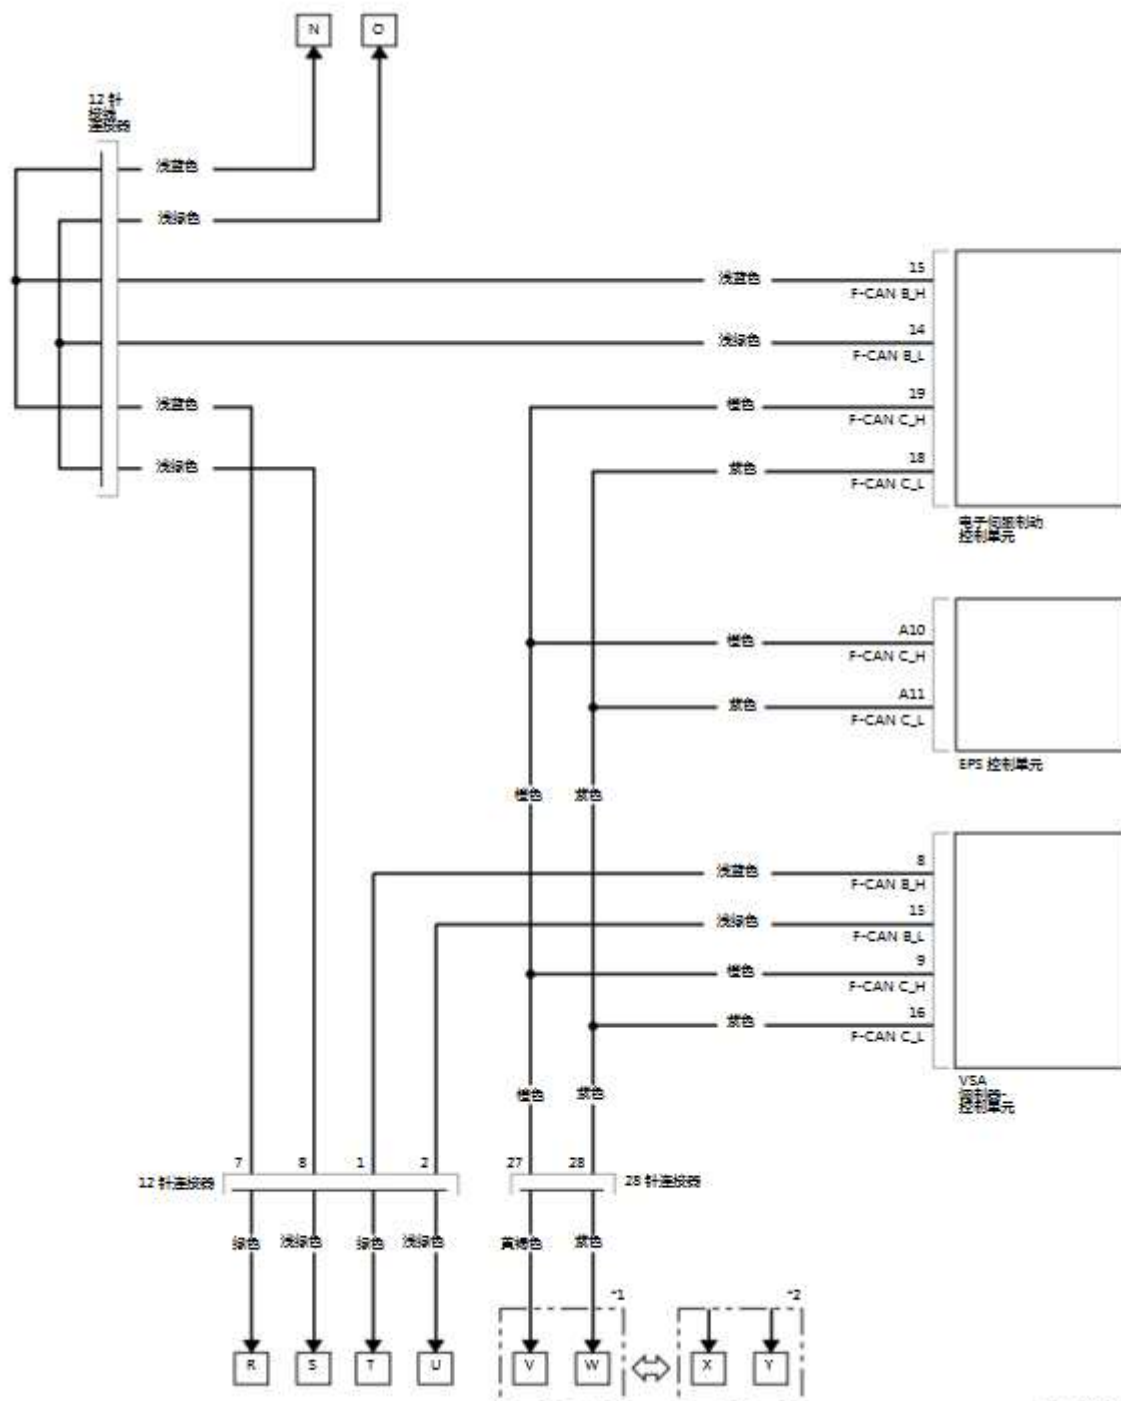 N
O
12 针
接线
连接器
浅蓝色
浅绿色
15
浅蓝色
F-CAN B_H
14
浅绿色
F-CAN B_L
19
浅蓝色
橙色
F-CAN C_H
18
浅绿色
紫色
F-CAN C_L
电子伺服制动
控制单元
A10
橙色
F-CAN C_H
A11
紫色
F-CAN C_L
EPS 控制单元
橙色
紫色
8
浅蓝色
F-CAN B_H
15
浅绿色
F-CAN B_L
9
橙色
F-CAN C_H
16
紫色
F-CAN C_L
VSA
调制器-
控制单元
橙色
紫色
7
8
1
2
27
28
12 针连接器
28 针连接器
绿色
浅绿色
绿色
浅绿色
黄褐色
紫色
*1
*2
R
S
T
U
V
W
X
Y